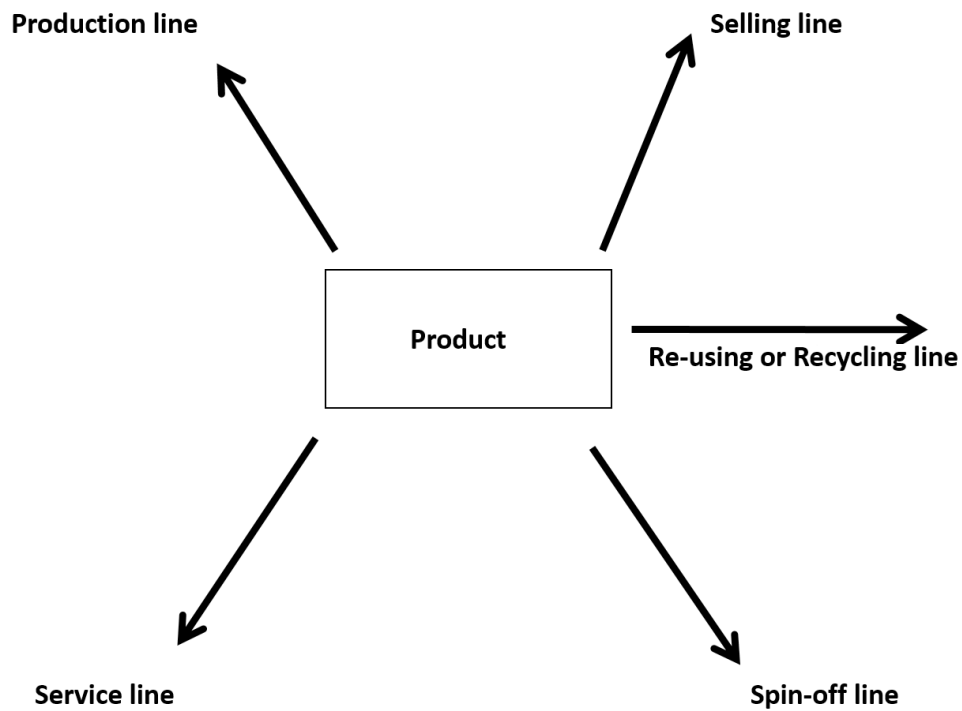 Production line
Selling line
Product
Re-using or Recycling line
Service line
Spin-off line